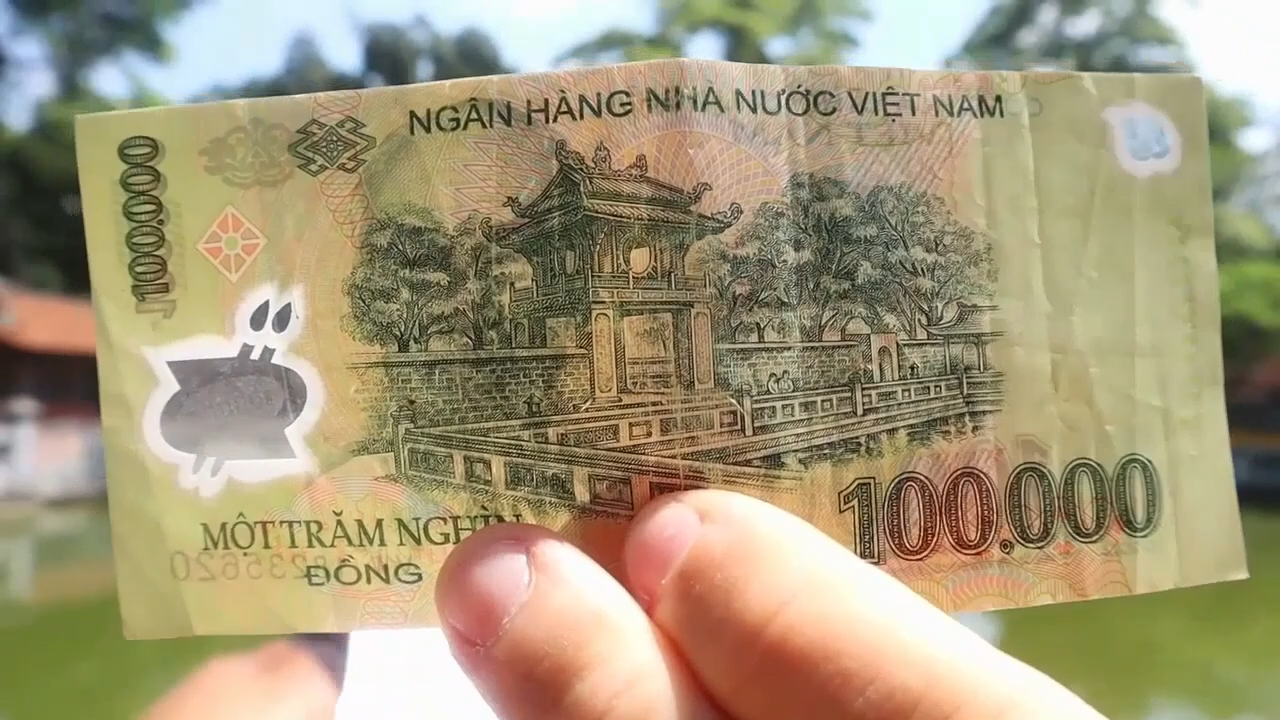 NGÂN HÀNG NHÀ NƯỚC VIỆT NAM
100.000
MỘT TRĂM NGHÌN
ĐỒNG
100.000